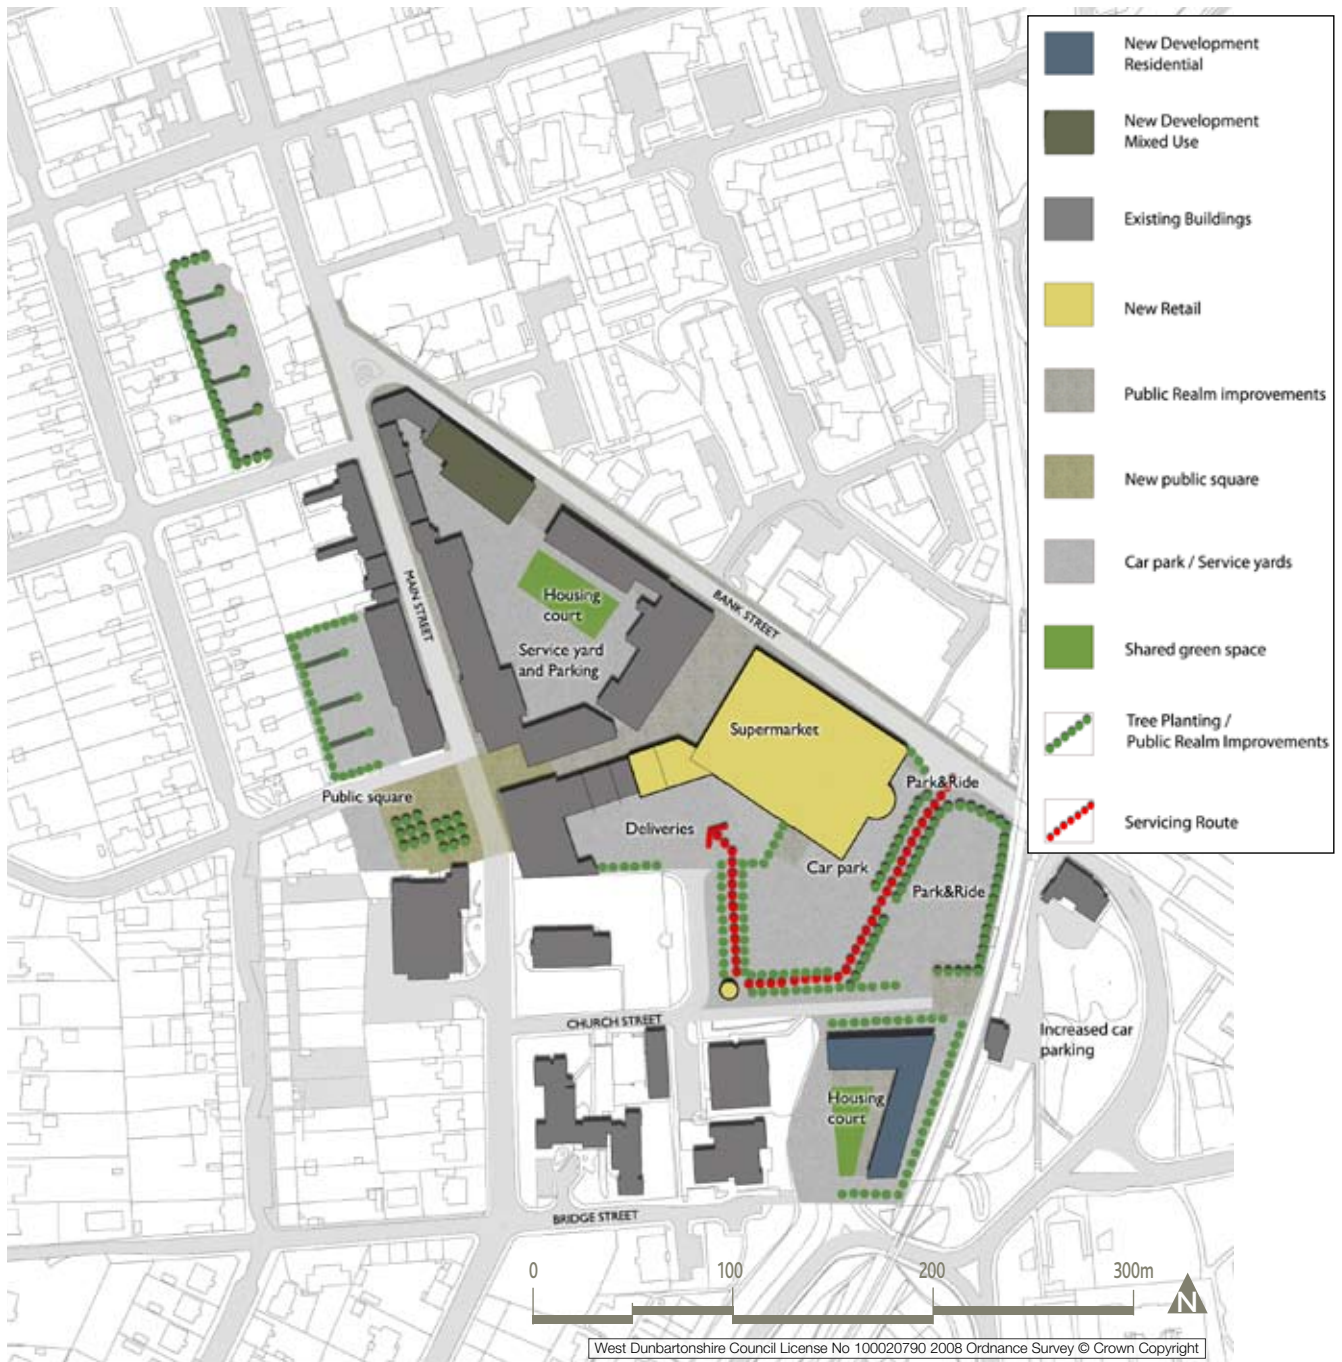 New Development
Residential
New Development
Mixed Use
Existing Buildings
New Retail
Public Realm improvements
New public square
Car park / Service yards
Shared green space
Tree Planting /
Public Realm Improvements
Servicing Route
MAIN STREET
BANK STREET
Housing
court
Service yard
and Parking
Supermarket
Park&Ride
Public square
Deliveries
Car park
Park&Ride
CHURCH STREET
Increased car
parking
Housing
court
BRIDGE STREET
0 100 200 300m
N
West Dunbartonshire Council License No 100020790 2008 Ordnance Survey © Crown Copyright